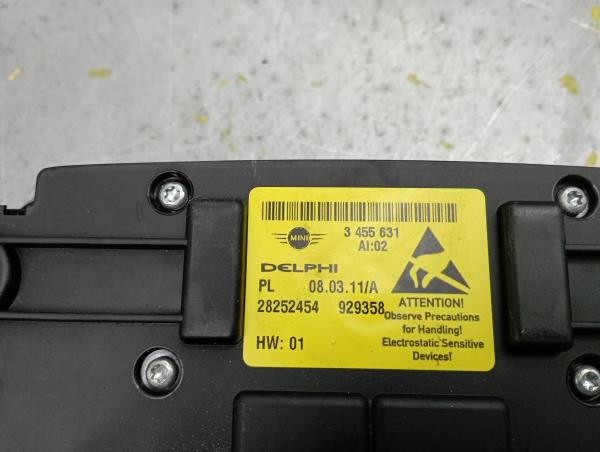 MINI
3 455 631
AI:02
DELPHI
PL 08.03.11/A
28252454 929358
HW: 01
ATTENTION!
Observe Precautions
for Handling!
Electrostatic Sensitive
Devices!